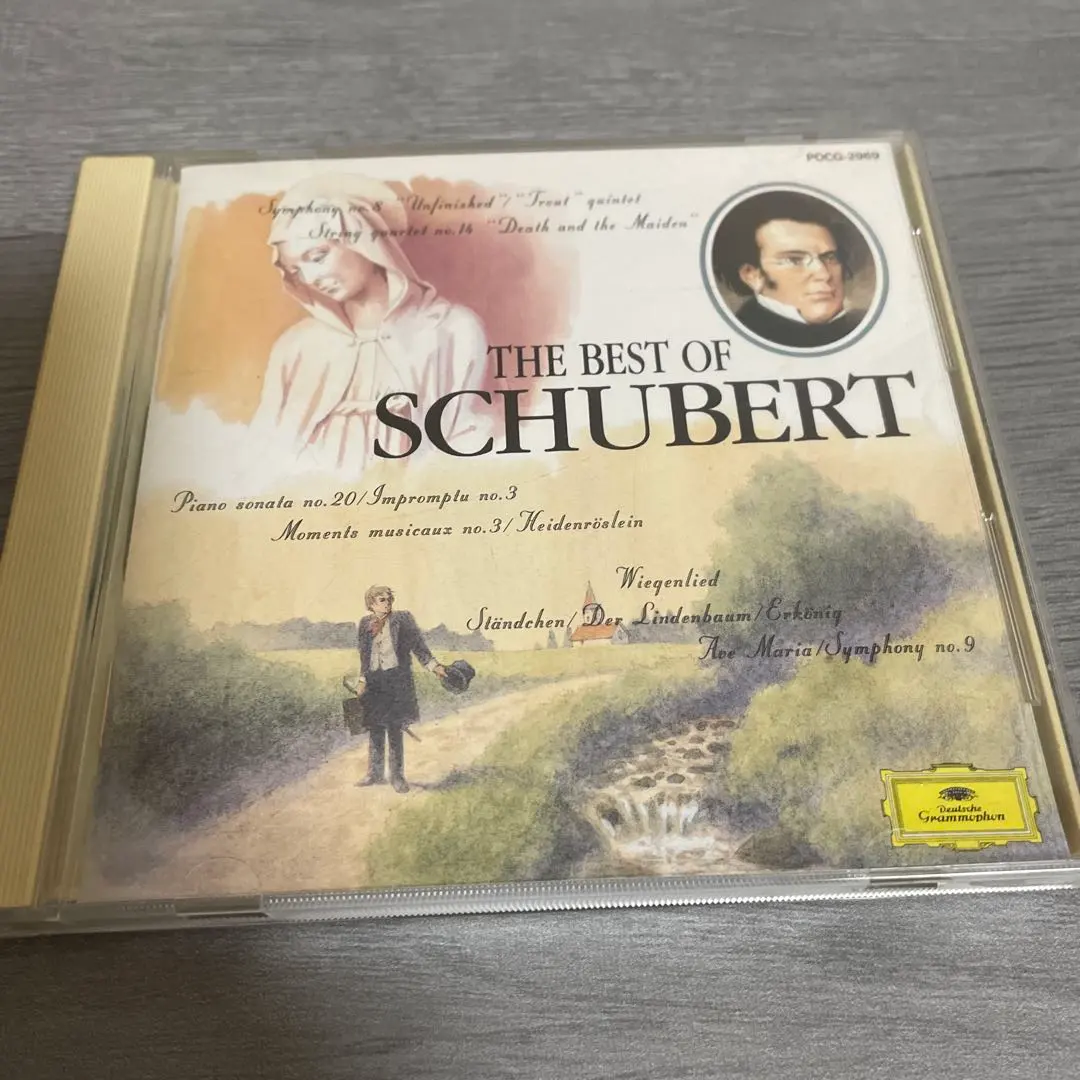 POCG-2969
Symphony no.8 "Unfinished"/"Trout" quintet
String quartet no.14 "Death and the Maiden"
THE BEST OF
SCHUBERT
Piano sonata no.20/Impromptu no.3
Moments musicaux no.3/Heidenröslein
Wiegenlied
Ständchen/Der Lindenbaum/Erkönig
Ave Maria/Symphony no.9
Deutsche
Grammophon